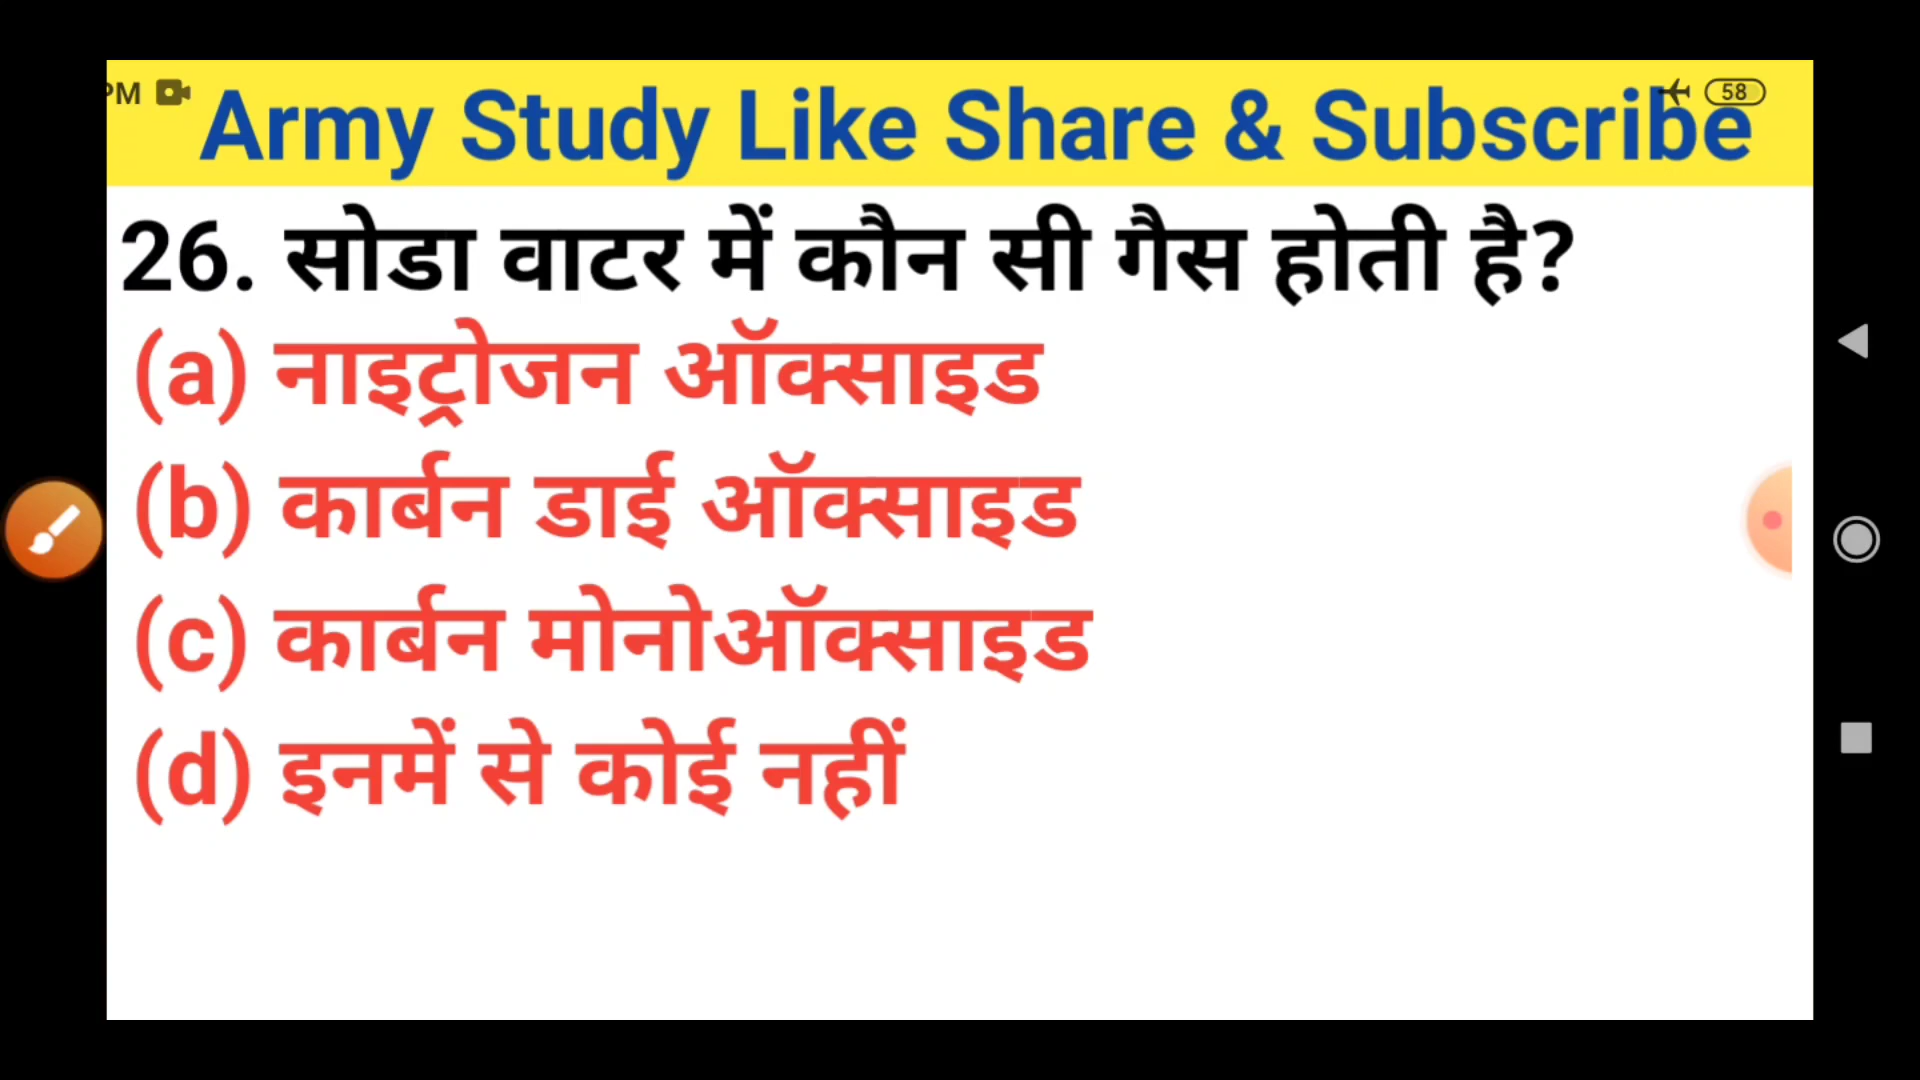 PM
58
Army Study Like Share & Subscribe
26. सोडा वाटर में कौन सी गैस होती है?
(a) नाइट्रोजन ऑक्साइड
(b) कार्बन डाई ऑक्साइड
(c) कार्बन मोनोऑक्साइड
(d) इनमें से कोई नहीं